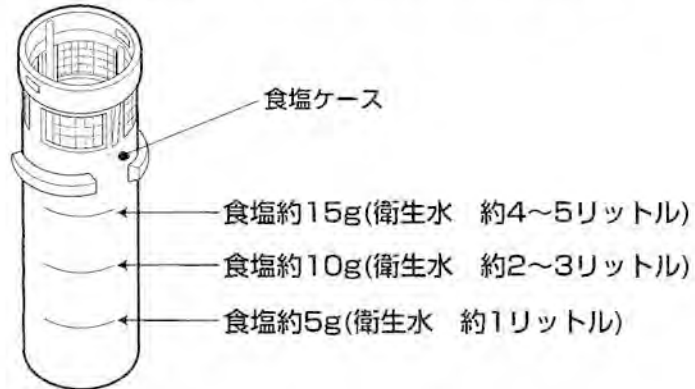 食塩ケース
食塩約15g(衛生水　約4〜5リットル)
食塩約10g(衛生水　約2〜3リットル)
食塩約5g(衛生水　約1リットル)